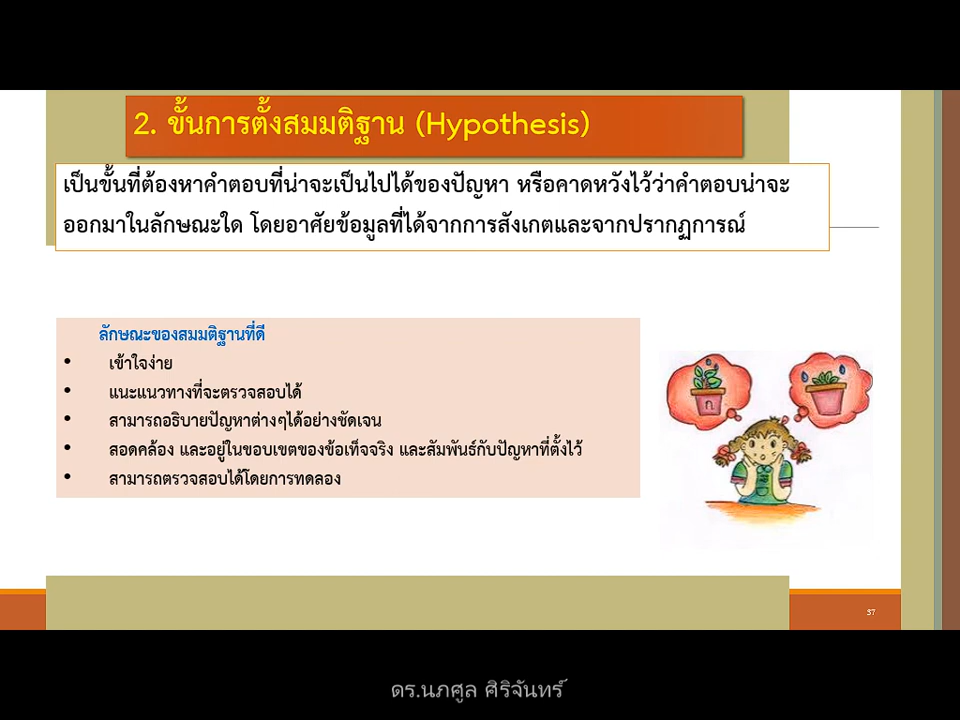 2. ขั้นการตั้งสมมติฐาน (Hypothesis)
เป็นขั้นที่ต้องหาคำตอบที่น่าจะเป็นไปได้ของปัญหา หรือคาดหวังไว้ว่าคำตอบน่าจะ
ออกมาในลักษณะใด โดยอาศัยข้อมูลที่ได้จากการสังเกตและจากปรากฏการณ์
ลักษณะของสมมติฐานที่ดี
• เข้าใจง่าย
• แนะแนวทางที่จะตรวจสอบได้
• สามารถอธิบายปัญหาต่างๆได้อย่างชัดเจน
• สอดคล้อง และอยู่ในขอบเขตของข้อเท็จจริง และสัมพันธ์กับปัญหาที่ตั้งไว้
• สามารถตรวจสอบได้โดยการทดลอง
37
ดร.นภศูล ศิริจันทร์